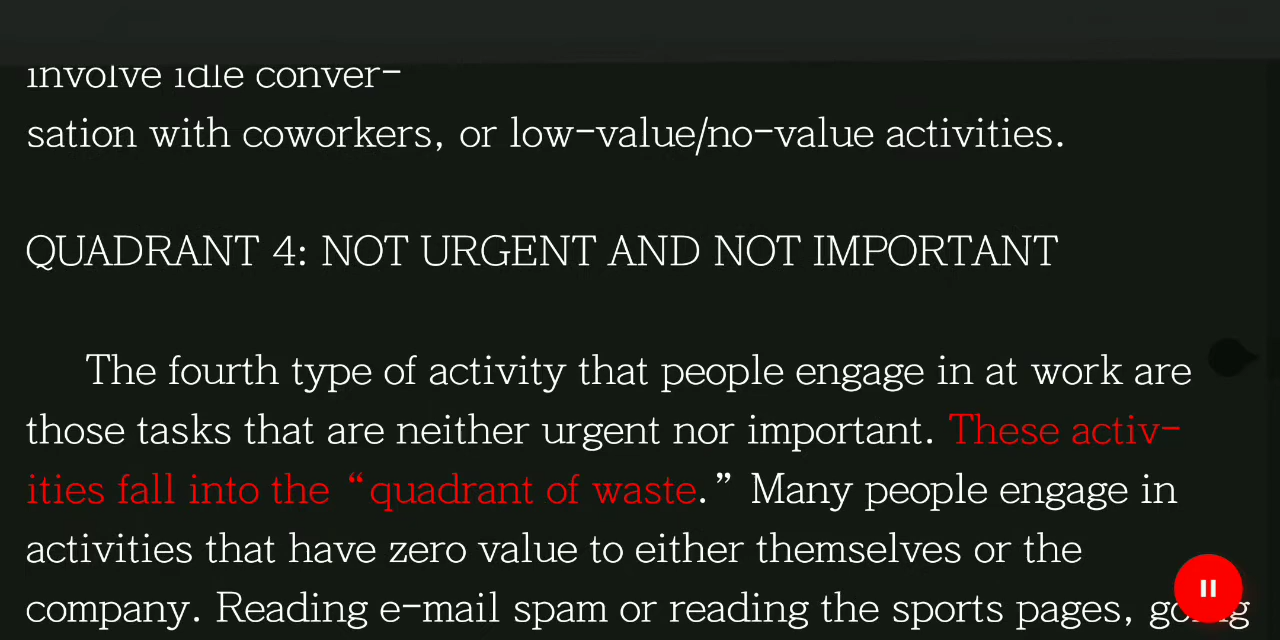 involve idle conver-
sation with coworkers, or low-value/no-value activities.
QUADRANT 4: NOT URGENT AND NOT IMPORTANT
The fourth type of activity that people engage in at work are
those tasks that are neither urgent nor important. These activ-
ities fall into the “quadrant of waste.” Many people engage in
activities that have zero value to either themselves or the
company. Reading e-mail spam or reading the sports pages,